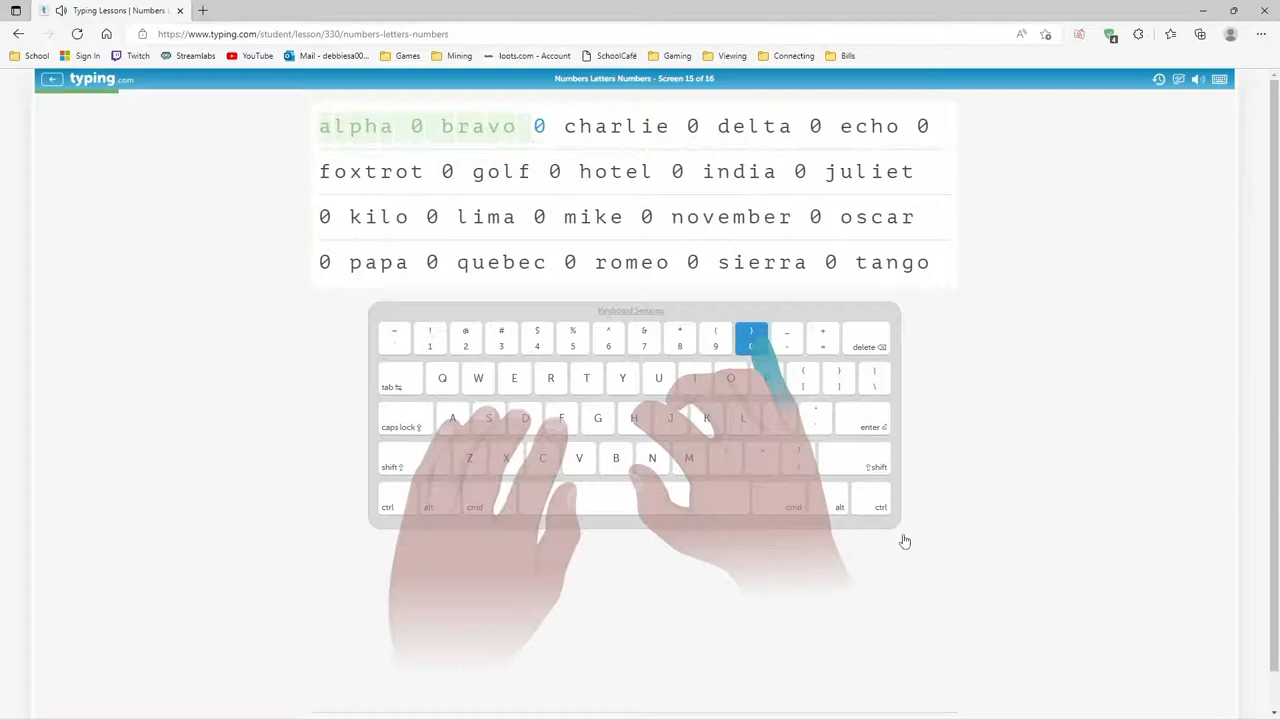 Typing Lessons | Numbers L
https://www.typing.com/student/lesson/330/numbers-letters-numbers
School Sign In Twitch Streamlabs YouTube Mail - debbiesa00... Games Mining loots.com - Account SchoolCafé Gaming Viewing Connecting Bills
typing.com Numbers Letters Numbers - Screen 15 of 16
alpha 0 bravo 0 charlie 0 delta 0 echo 0
foxtrot 0 golf 0 hotel 0 india 0 juliet
0 kilo 0 lima 0 mike 0 november 0 oscar
0 papa 0 quebec 0 romeo 0 sierra 0 tango
Keyboard Settings
~ ! @ # $ % ^ & * ( ) _ +
` 1 2 3 4 5 6 7 8 9 0 - = delete
tab Q W E R T Y U I O P { [ } ] | \
caps lock A S D F G H J K L " ' enter
shift Z X C V B N M < > ? / shift
ctrl alt cmd cmd alt ctrl